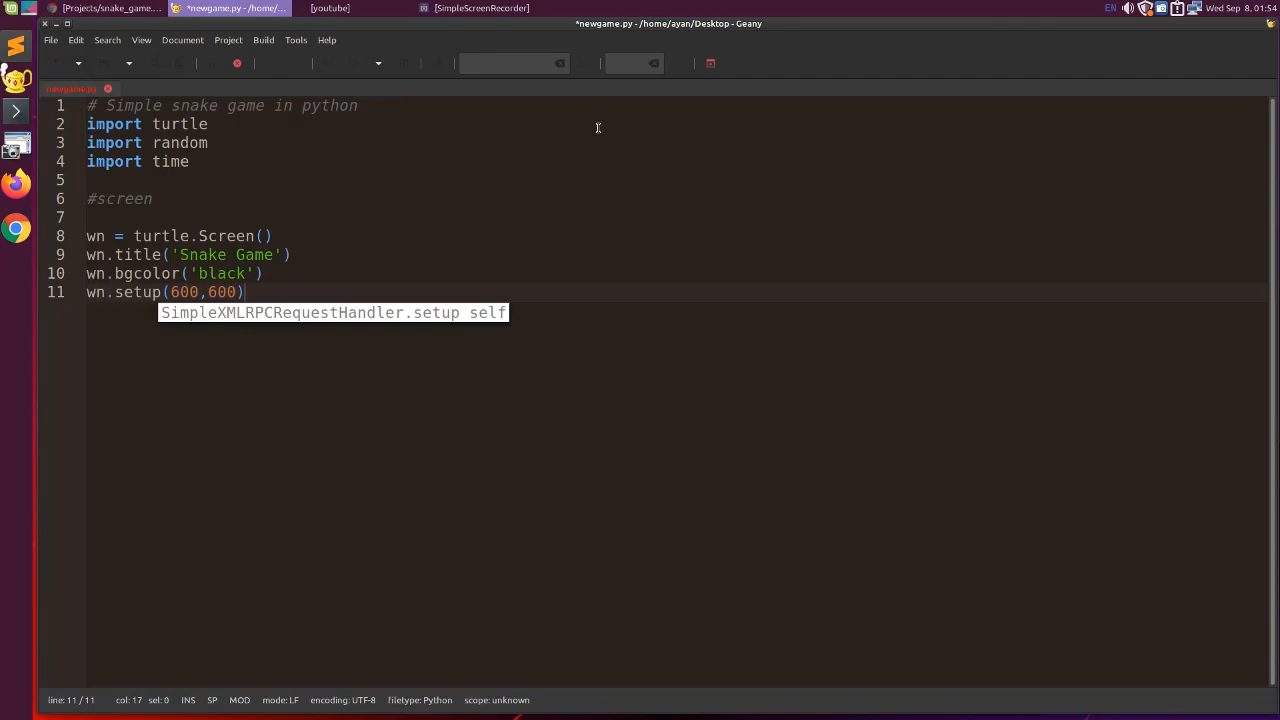 [Projects/snake_game....
*newgame.py - /home/...
[youtube]
[SimpleScreenRecorder]
EN
Wed Sep 8, 01:54
*newgame.py - /home/ayan/Desktop - Geany
File Edit Search View Document Project Build Tools Help
newgame.py
1 # Simple snake game in python
2 import turtle
3 import random
4 import time
5
6 #screen
7
8 wn = turtle.Screen()
9 wn.title('Snake Game')
10 wn.bgcolor('black')
11 wn.setup(600,600)
SimpleXMLRPCRequestHandler.setup self
line: 11 / 11 col: 17 sel: 0 INS SP MOD mode: LF encoding: UTF-8 filetype: Python scope: unknown